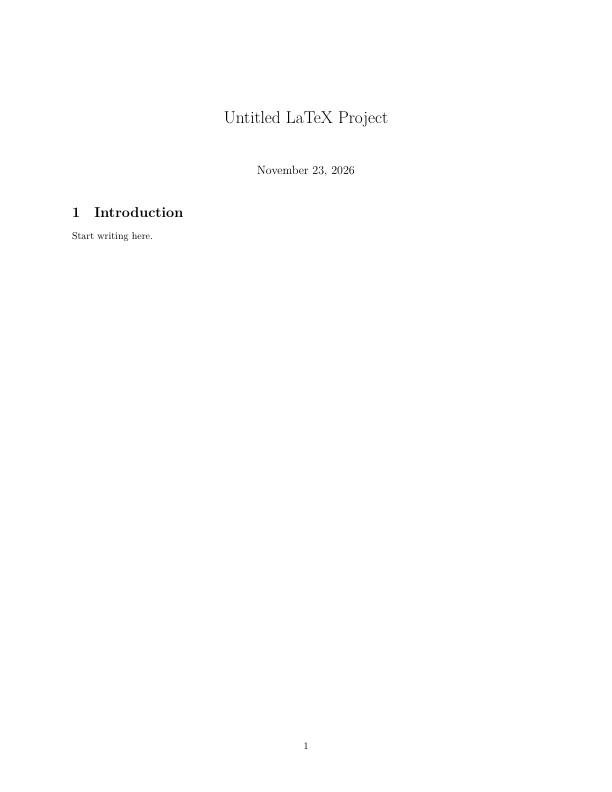 Untitled LaTeX Project
November 23, 2026
1 Introduction
Start writing here.
1